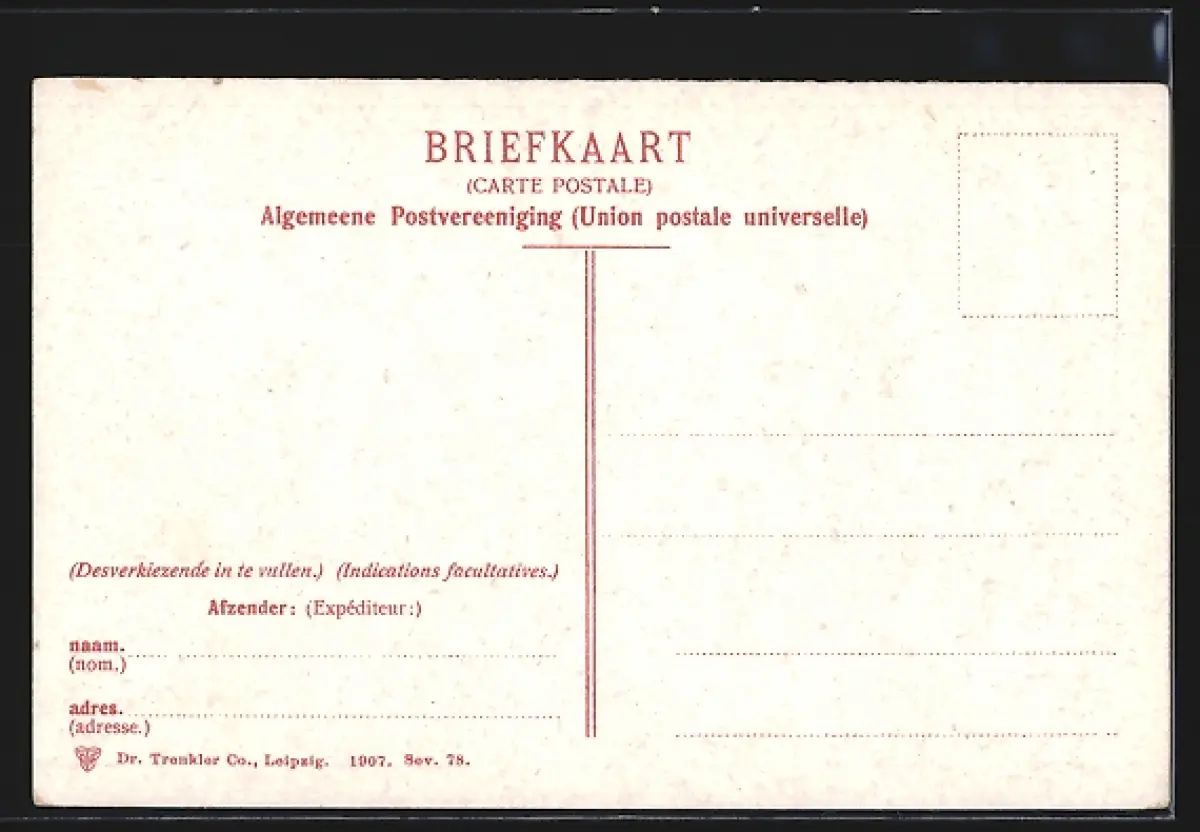 BRIEFKAART
(CARTE POSTALE)
Algemeene Postvereeniging (Union postale universelle)
(Desverkiezende in te vullen.) (Indications facultatives.)
Afzender: (Expéditeur:)
naam.
(nom.)
adres.
(adresse.)
Dr. Trenkler Co., Leipzig. 1907. Sov. 78.